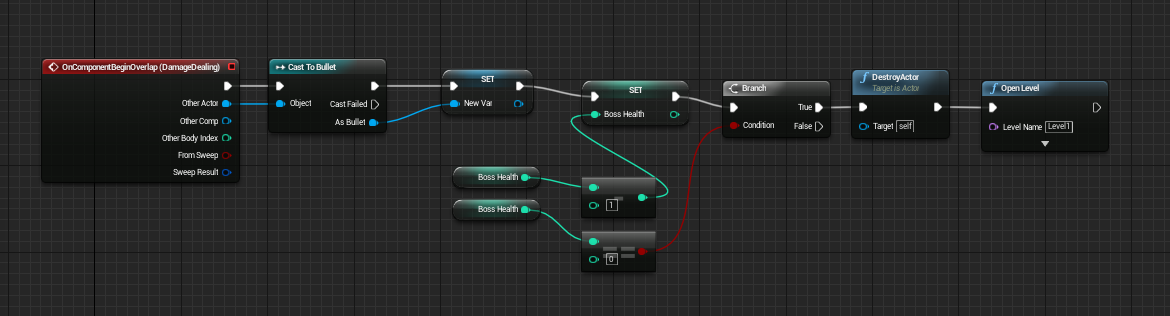 OnComponentBeginOverlap (DamageDealing)
Other Actor
Other Comp
Other Body Index
From Sweep
Sweep Result
Cast To Bullet
Object
Cast Failed
As Bullet
SET
New Var
SET
Boss Health
Boss Health
Boss Health
1
0
Branch
Condition
True
False
DestroyActor
Target is Actor
Target self
Open Level
Level Name Level1